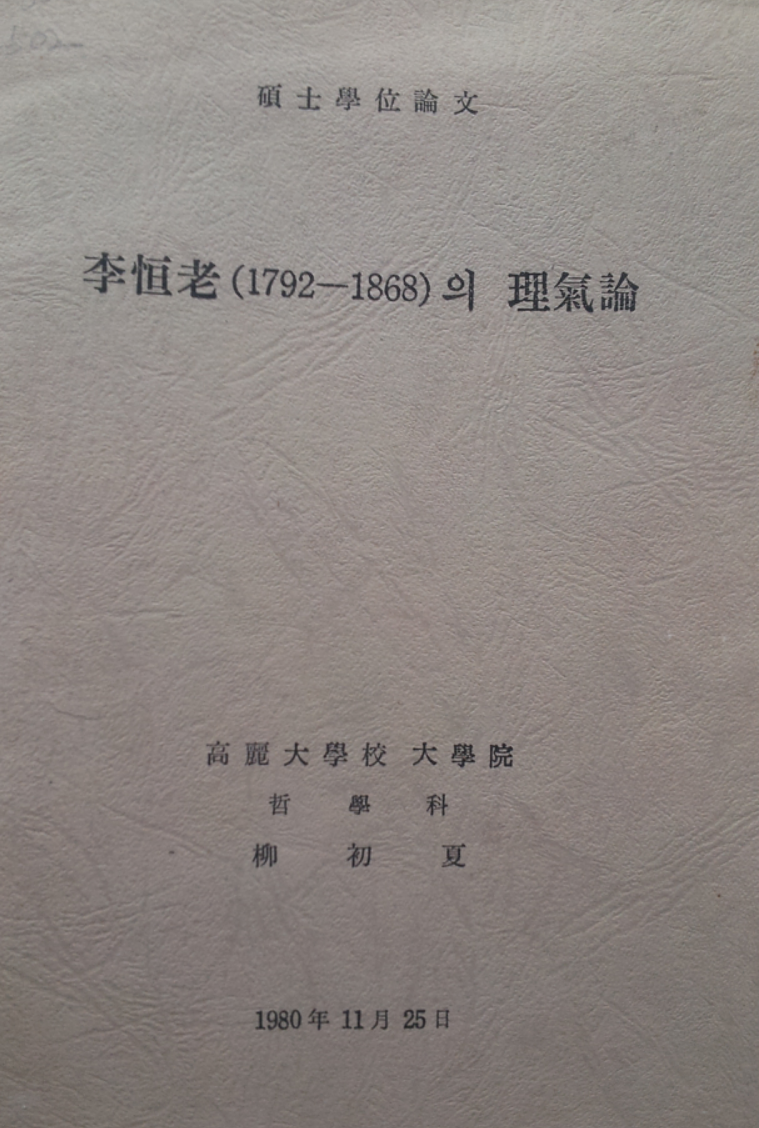 碩士學位論文
李恒老(1792—1868)의 理氣論
高麗大學校 大學院
哲學科
柳初夏
1980年 11月 25日